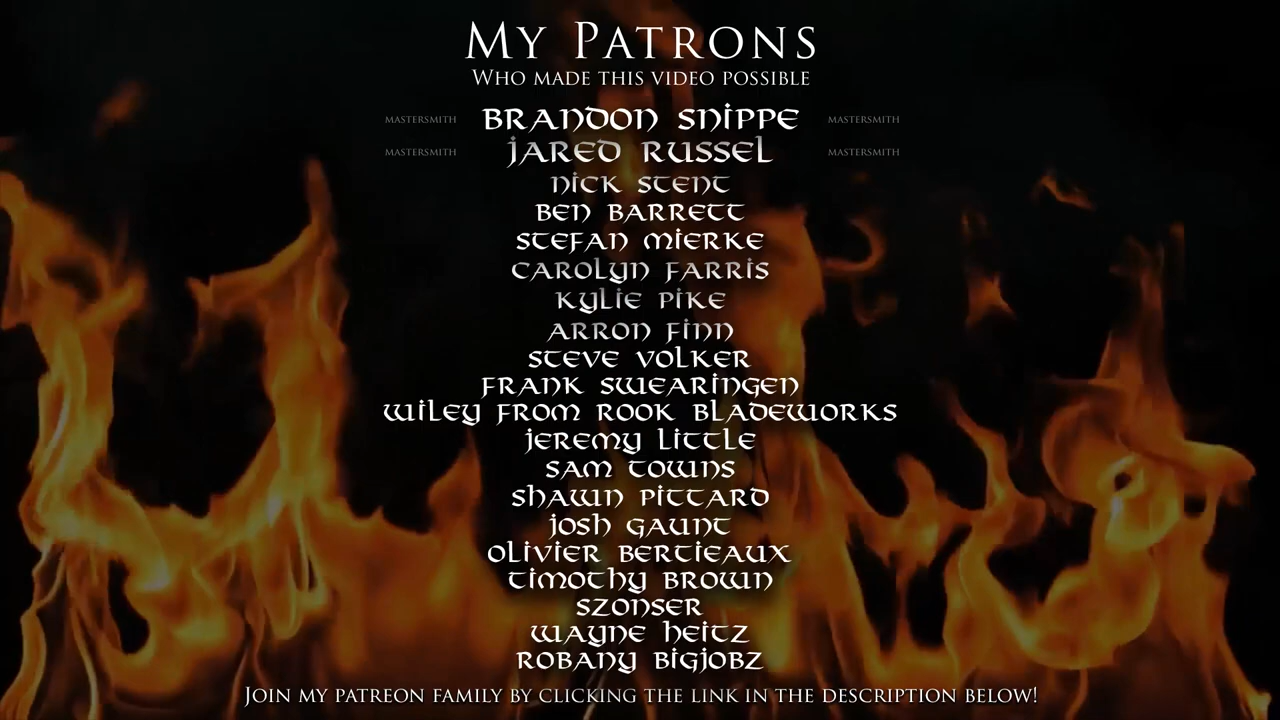 My Patrons
Who made this video possible
MASTERSMITH BRANDON SNIPPE MASTERSMITH
MASTERSMITH JARED RUSSEL MASTERSMITH
NICK STENT
BEN BARRETT
STEFAN MIERKE
CAROLYN FARRIS
KYLIE PIKE
ARRON FINN
STEVE VOLKER
FRANK SWEARINGEN
WILEY FROM ROOK BLADEWORKS
JEREMY LITTLE
SAM TOWNS
SHAWN PITTARD
JOSH GAUNT
OLIVIER BERTIEAUX
TIMOTHY BROWN
SZONSER
WAYNE HEITZ
ROBANY BIGJOBZ
Join my patreon family by clicking the link in the description below!